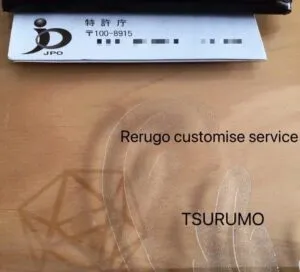 特許庁
〒100-8915
JPO
Rerugo customise service
TSURUMO